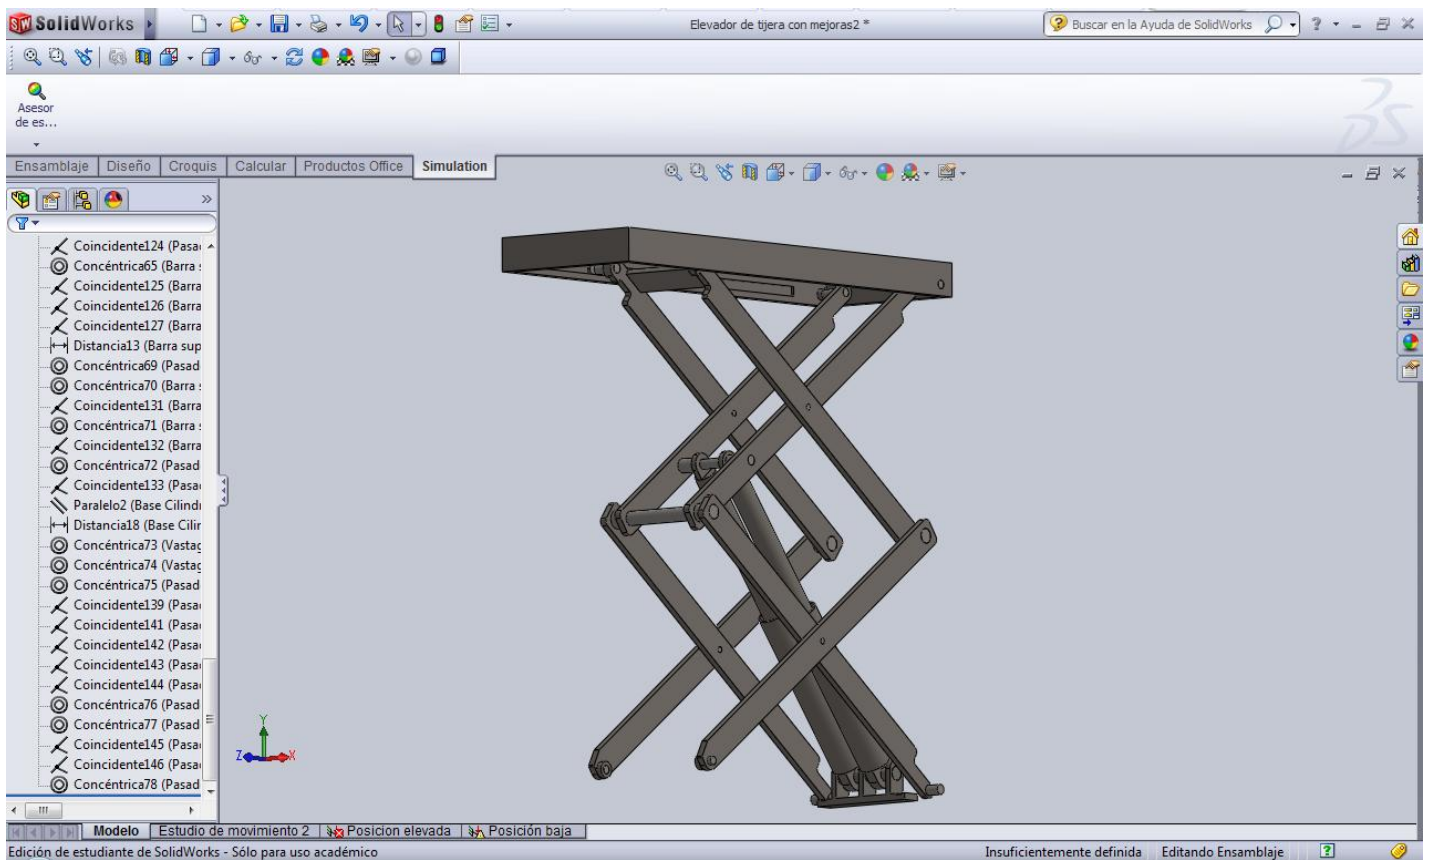 SolidWorks
Elevador de tijera con mejoras2 *
Buscar en la Ayuda de SolidWorks
Asesor
de es...
Ensamblaje Diseño Croquis Calcular Productos Office Simulation
Coincidente124 (Pasa
Concéntrica65 (Barra s
Coincidente125 (Barra
Coincidente126 (Barra
Coincidente127 (Barra
Distancia13 (Barra sup
Concéntrica69 (Pasad
Concéntrica70 (Barra s
Coincidente131 (Barra
Concéntrica71 (Barra s
Coincidente132 (Barra
Concéntrica72 (Pasad
Coincidente133 (Pasa
Paralelo2 (Base Cilind
Distancia18 (Base Cilin
Concéntrica73 (Vastag
Concéntrica74 (Vastag
Concéntrica75 (Pasad
Coincidente139 (Pasa
Coincidente141 (Pasa
Coincidente142 (Pasa
Coincidente143 (Pasa
Coincidente144 (Pasa
Concéntrica76 (Pasad
Concéntrica77 (Pasad
Coincidente145 (Pasa
Coincidente146 (Pasa
Concéntrica78 (Pasad
Y
Z X
Modelo Estudio de movimiento 2 Posicion elevada Posición baja
Edición de estudiante de SolidWorks - Sólo para uso académico
Insuficientemente definida Editando Ensamblaje